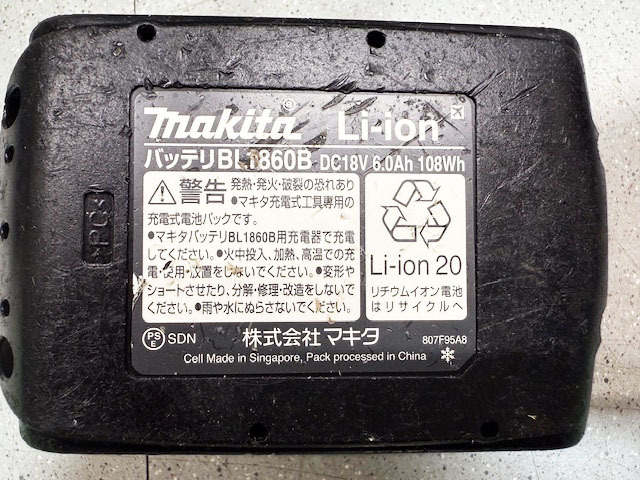 makita Li-ion
バッテリBL1860B DC18V 6.0Ah 108Wh
警告 発熱・発火・破裂の恐れあり
●マキタ充電式工具専用の
充電式電池パックです。
●マキタバッテリBL1860B用充電器で充電
してください。●火中投入、加熱、高温での充
電・使用・放置をしないでください。●変形や
ショートさせたり、分解・修理・改造をしないで
ください。●雨や水にぬらさないでください。
Li-ion 20
リチウムイオン電池
はリサイクルへ
PS E SDN 株式会社 マキタ 807F95A8
Cell Made in Singapore, Pack processed in China
>PC<